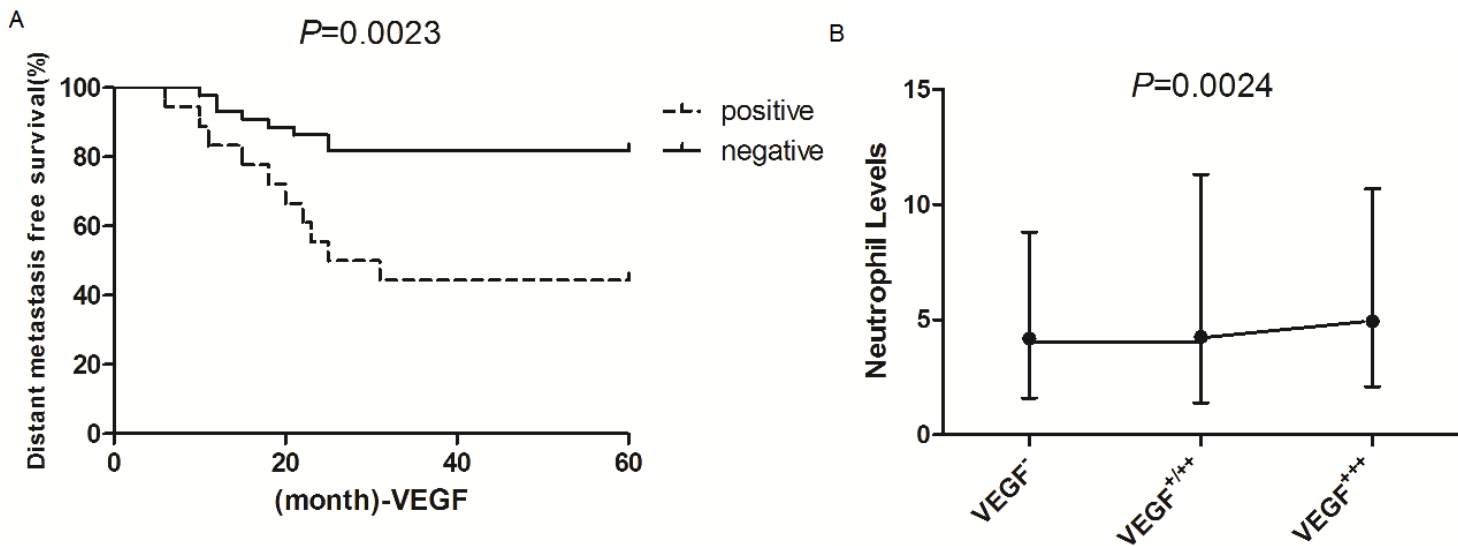 A
P=0.0023
Distant metastasis free survival(%)
100
80
60
40
20
0
0 20 40 60
(month)-VEGF
positive
negative
B
P=0.0024
Neutrophil Levels
15
10
5
0
VEGF⁻
VEGF⁺/⁺⁺
VEGF⁺⁺⁺